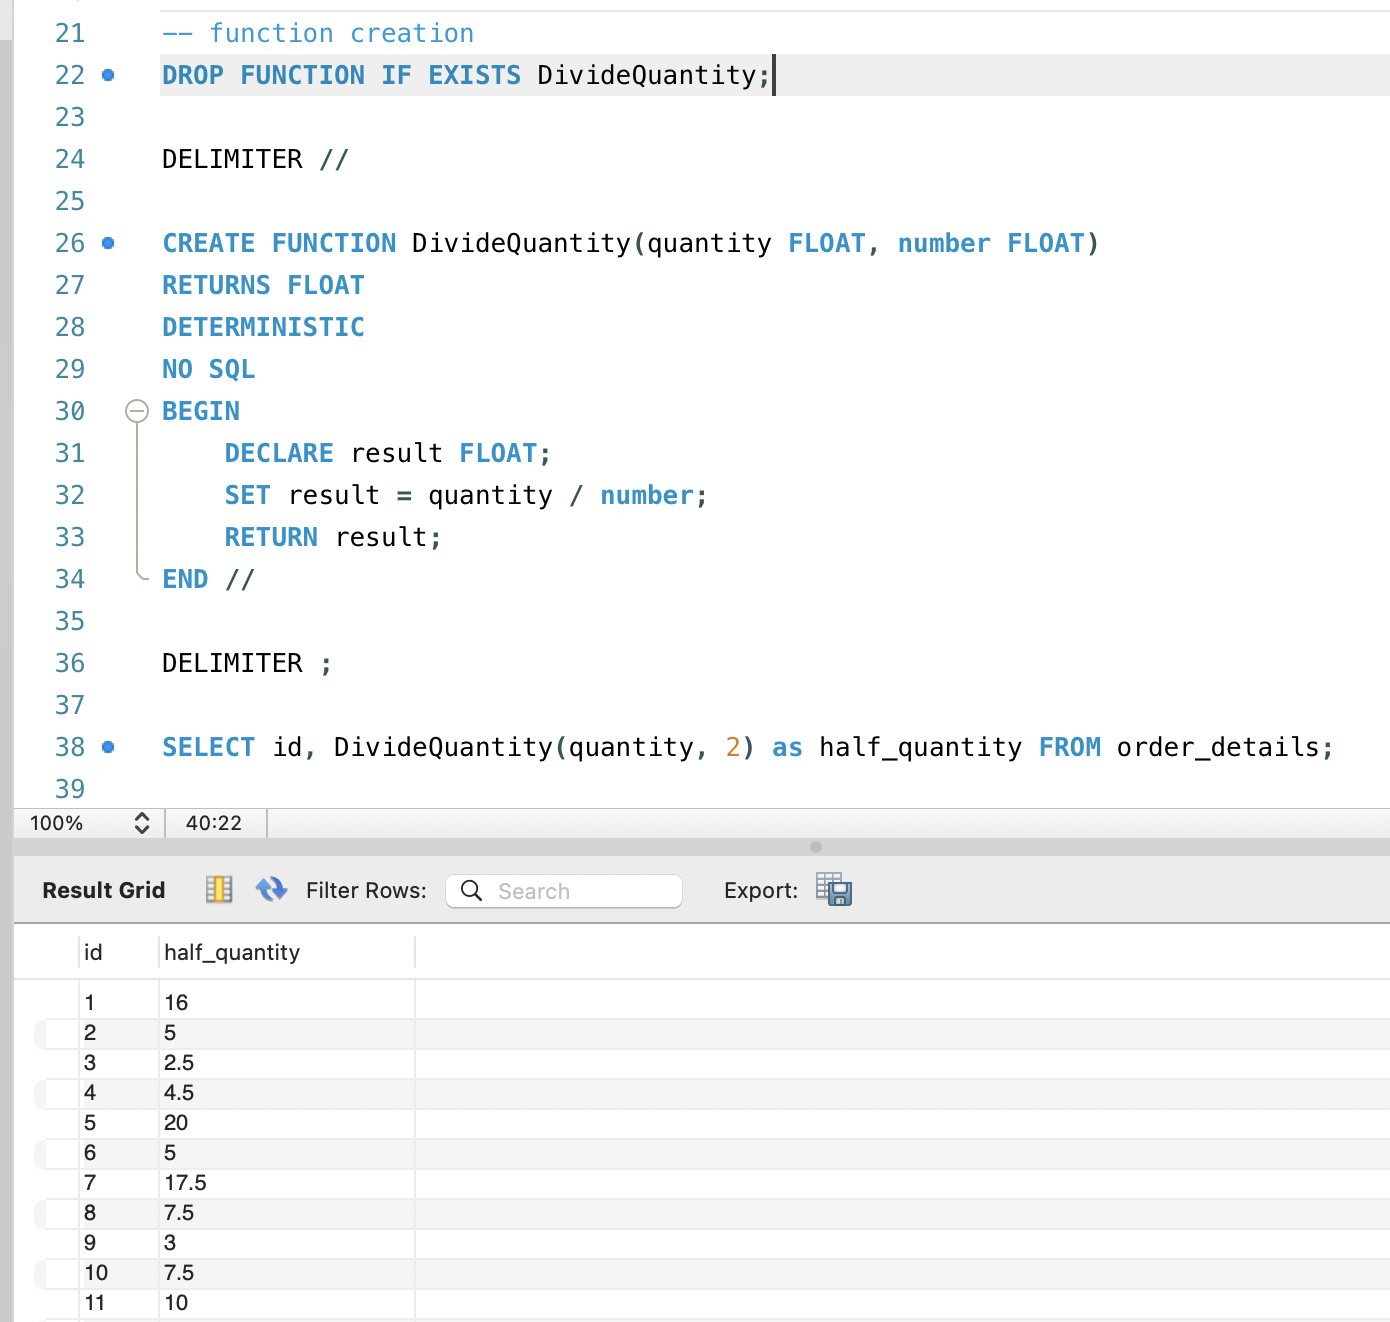 21 -- function creation
22 DROP FUNCTION IF EXISTS DivideQuantity;
23
24 DELIMITER //
25
26 CREATE FUNCTION DivideQuantity(quantity FLOAT, number FLOAT)
27 RETURNS FLOAT
28 DETERMINISTIC
29 NO SQL
30 BEGIN
31 DECLARE result FLOAT;
32 SET result = quantity / number;
33 RETURN result;
34 END //
35
36 DELIMITER ;
37
38 SELECT id, DivideQuantity(quantity, 2) as half_quantity FROM order_details;
39
100% 40:22
Result Grid Filter Rows: Search Export:
id half_quantity
1 16
2 5
3 2.5
4 4.5
5 20
6 5
7 17.5
8 7.5
9 3
10 7.5
11 10